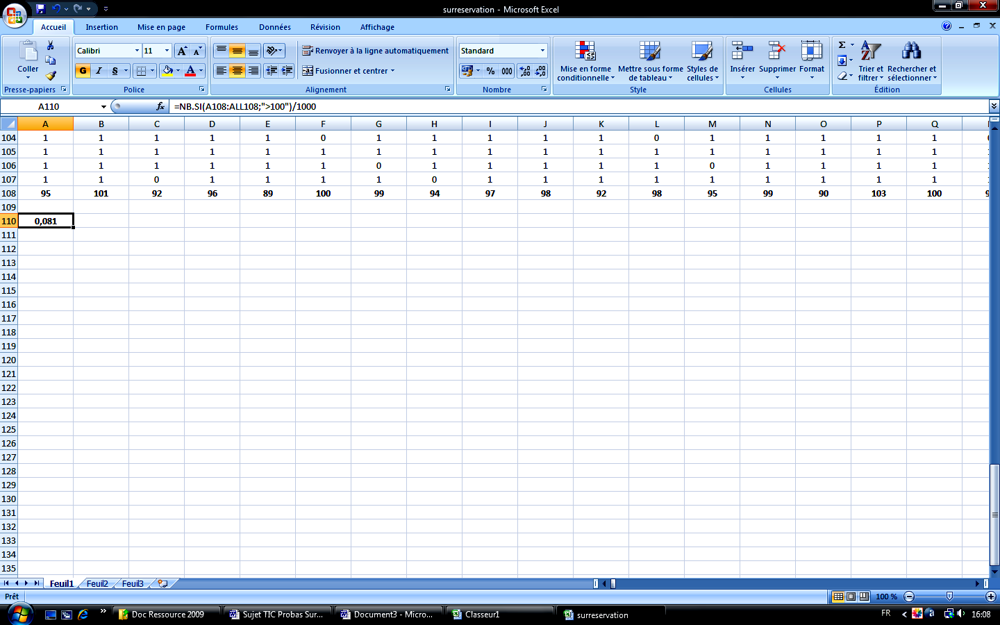 surreservation - Microsoft Excel
Accueil Insertion Mise en page Formules Données Révision Affichage
Coller
Calibri 11
G I S
Renvoyer à la ligne automatiquement
Fusionner et centrer
Standard
% 000
Mise en forme conditionnelle
Mettre sous forme de tableau
Styles de cellules
Insérer Supprimer Format
Σ
Trier et filtrer
Rechercher et sélectionner
Presse-papiers Police Alignement Nombre Style Cellules Édition
A110 fx =NB.SI(A108:ALL108;">100")/1000
A B C D E F G H I J K L M N O P Q
104 1 1 1 1 1 0 1 1 1 1 1 0 1 1 1 1 1
105 1 1 1 1 1 1 1 1 1 1 1 1 1 1 1 1 1
106 1 1 1 1 1 1 0 1 1 1 1 1 0 1 1 1 1
107 1 1 0 1 1 1 1 0 1 1 1 1 1 1 1 1 1
108 95 101 92 96 89 100 99 94 97 98 92 98 95 99 90 103 100
109
110 0,081
111
112
113
114
115
116
117
118
119
120
121
122
123
124
125
126
127
128
129
130
131
132
133
134
135
Feuil1 Feuil2 Feuil3
Prêt 100 %
Doc Ressource 2009 Sujet TIC Probas Sur... Document3 - Micro... Classeur1 surreservation FR 16:08